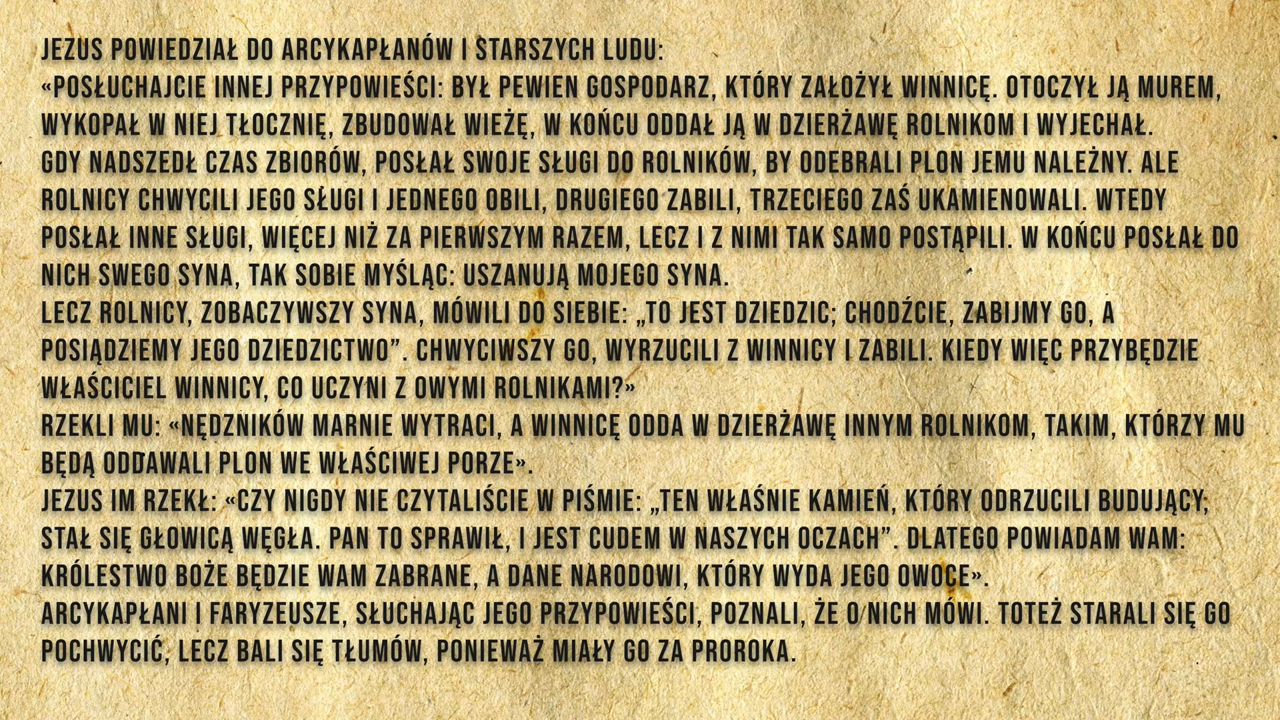 JEZUS POWIEDZIAŁ DO ARCYKAPŁANÓW I STARSZYCH LUDU:
«POSŁUCHAJCIE INNEJ PRZYPOWIEŚCI: BYŁ PEWIEN GOSPODARZ, KTÓRY ZAŁOŻYŁ WINNICĘ. OTOCZYŁ JĄ MUREM,
WYKOPAŁ W NIEJ TŁOCZNIĘ, ZBUDOWAŁ WIEŻĘ, W KOŃCU ODDAŁ JĄ W DZIERŻAWĘ ROLNIKOM I WYJECHAŁ.
GDY NADSZEDŁ CZAS ZBIORÓW, POSŁAŁ SWOJE SŁUGI DO ROLNIKÓW, BY ODEBRALI PLON JEMU NALEŻNY. ALE
ROLNICY CHWYCILI JEGO SŁUGI I JEDNEGO OBILI, DRUGIEGO ZABILI, TRZECIEGO ZAŚ UKAMIENOWALI. WTEDY
POSŁAŁ INNE SŁUGI, WIĘCEJ NIŻ ZA PIERWSZYM RAZEM, LECZ I Z NIMI TAK SAMO POSTĄPILI. W KOŃCU POSŁAŁ DO
NICH SWEGO SYNA, TAK SOBIE MYŚLĄC: USZANUJĄ MOJEGO SYNA.
LECZ ROLNICY, ZOBACZYWSZY SYNA, MÓWILI DO SIEBIE: „TO JEST DZIEDZIC; CHODŹCIE, ZABIJMY GO, A
POSIĄDZIEMY JEGO DZIEDZICTWO”. CHWYCIWSZY GO, WYRZUCILI Z WINNICY I ZABILI. KIEDY WIĘC PRZYBĘDZIE
WŁAŚCICIEL WINNICY, CO UCZYNI Z OWYMI ROLNIKAMI?»
RZEKLI MU: «NĘDZNIKÓW MARNIE WYTRACI, A WINNICĘ ODDA W DZIERŻAWĘ INNYM ROLNIKOM, TAKIM, KTÓRZY MU
BĘDĄ ODDAWALI PLON WE WŁAŚCIWEJ PORZE».
JEZUS IM RZEKŁ: «CZY NIGDY NIE CZYTALIŚCIE W PIŚMIE: „TEN WŁAŚNIE KAMIEŃ, KTÓRY ODRZUCILI BUDUJĄCY,
STAŁ SIĘ GŁOWICĄ WĘGŁA. PAN TO SPRAWIŁ, I JEST CUDEM W NASZYCH OCZACH”. DLATEGO POWIADAM WAM:
KRÓLESTWO BOŻE BĘDZIE WAM ZABRANE, A DANE NARODOWI, KTÓRY WYDA JEGO OWOCE».
ARCYKAPŁANI I FARYZEUSZE, SŁUCHAJĄC JEGO PRZYPOWIEŚCI, POZNALI, ŻE O NICH MÓWI. TOTEŻ STARALI SIĘ GO
POCHWYCIĆ, LECZ BALI SIĘ TŁUMÓW, PONIEWAŻ MIAŁY GO ZA PROROKA.